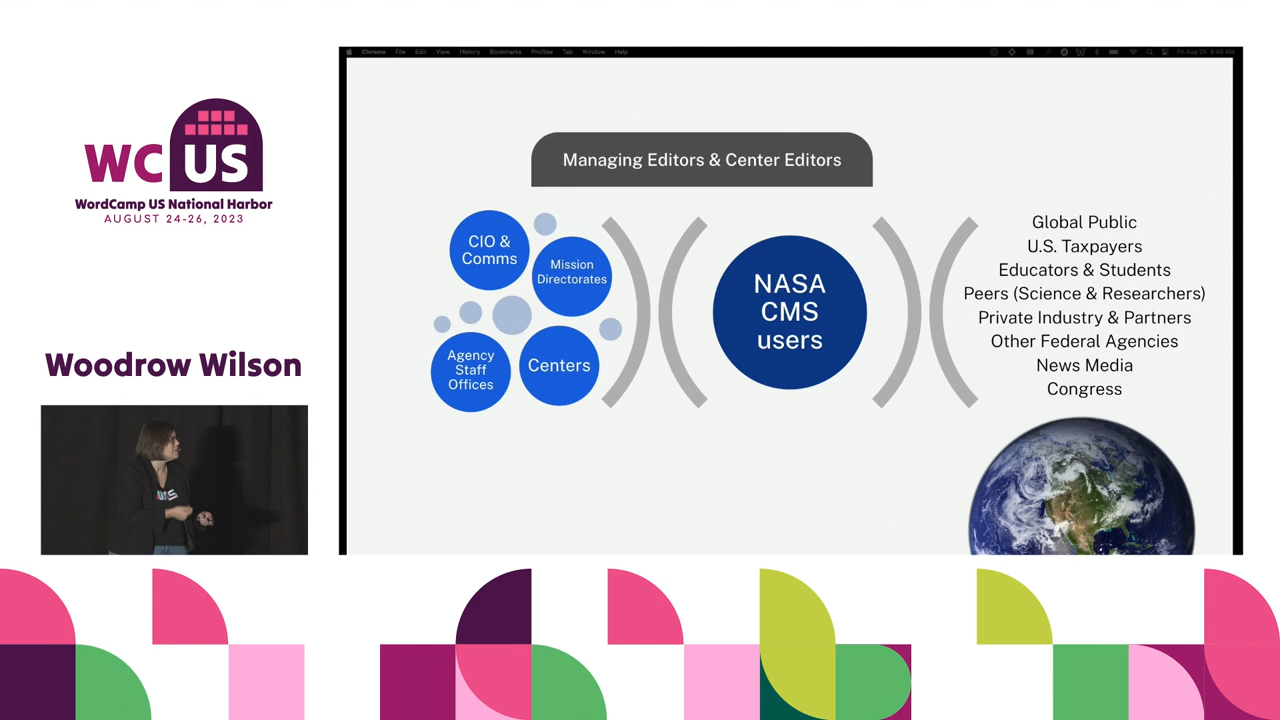 Chrome File Edit View History Bookmarks Profiles Tab Window Help
WC US
WordCamp US National Harbor
AUGUST 24-26, 2023
Woodrow Wilson
Managing Editors & Center Editors
CIO &
Comms
Mission
Directorates
Agency
Staff
Offices
Centers
NASA
CMS
users
Global Public
U.S. Taxpayers
Educators & Students
Peers (Science & Researchers)
Private Industry & Partners
Other Federal Agencies
News Media
Congress